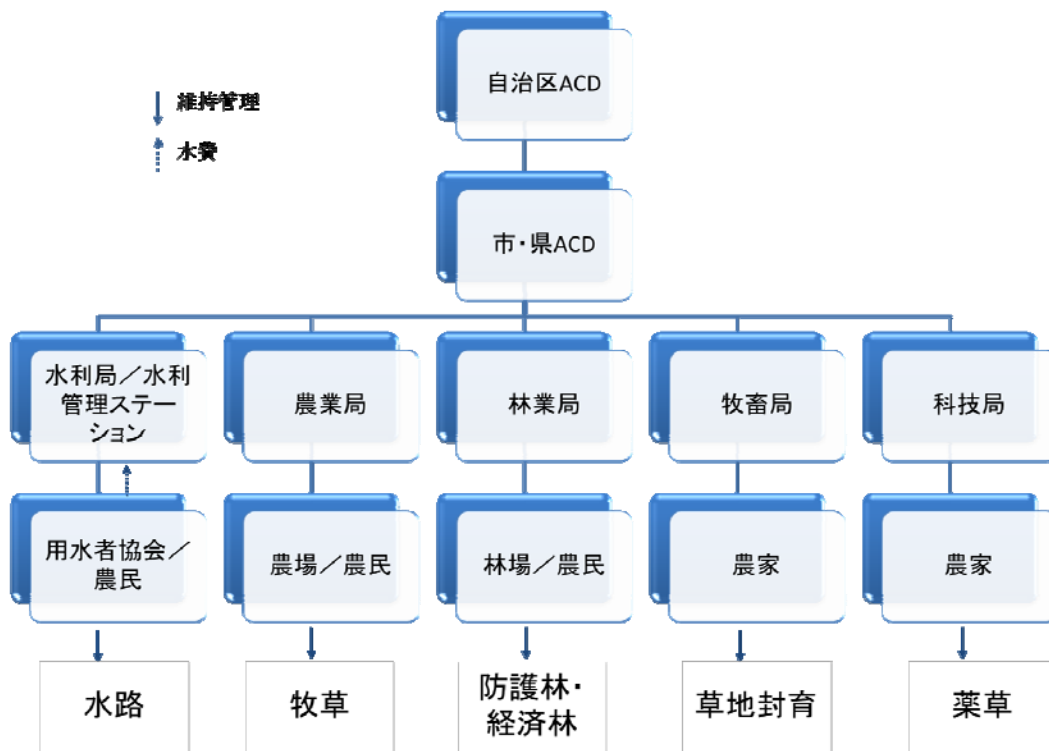 自治区ACD
維持管理
水費
市・県ACD
水利局／水利
管理ステー
ション
農業局
林業局
牧畜局
科技局
用水者協会／
農民
農場／農民
林場／農民
農家
農家
水路
牧草
防護林・
経済林
草地封育
薬草